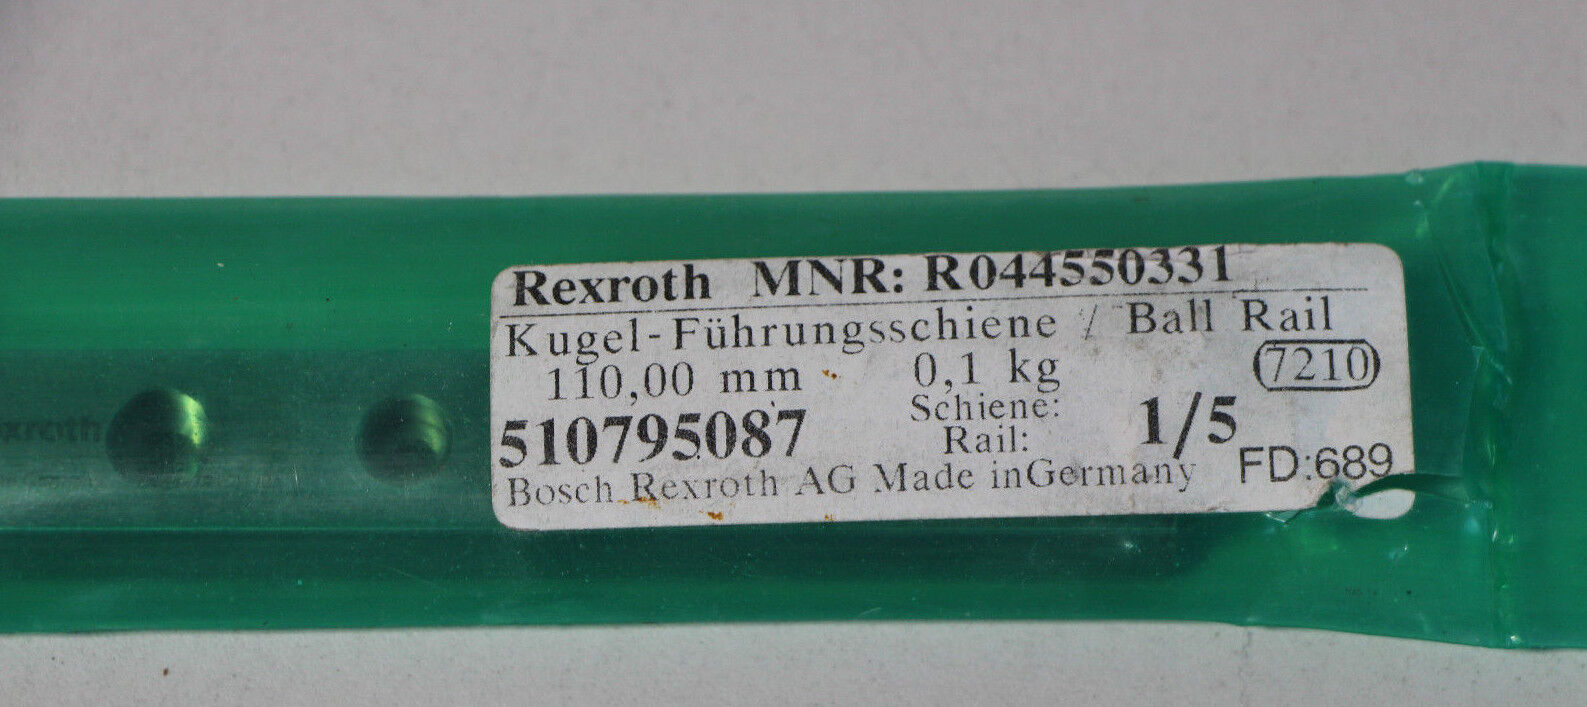 Rexroth MNR: R044550331
Kugel-Führungsschiene / Ball Rail
110,00 mm 0,1 kg 7210
510795087 Schiene: 1/5
Rail:
Bosch Rexroth AG Made inGermany FD:689
xroth